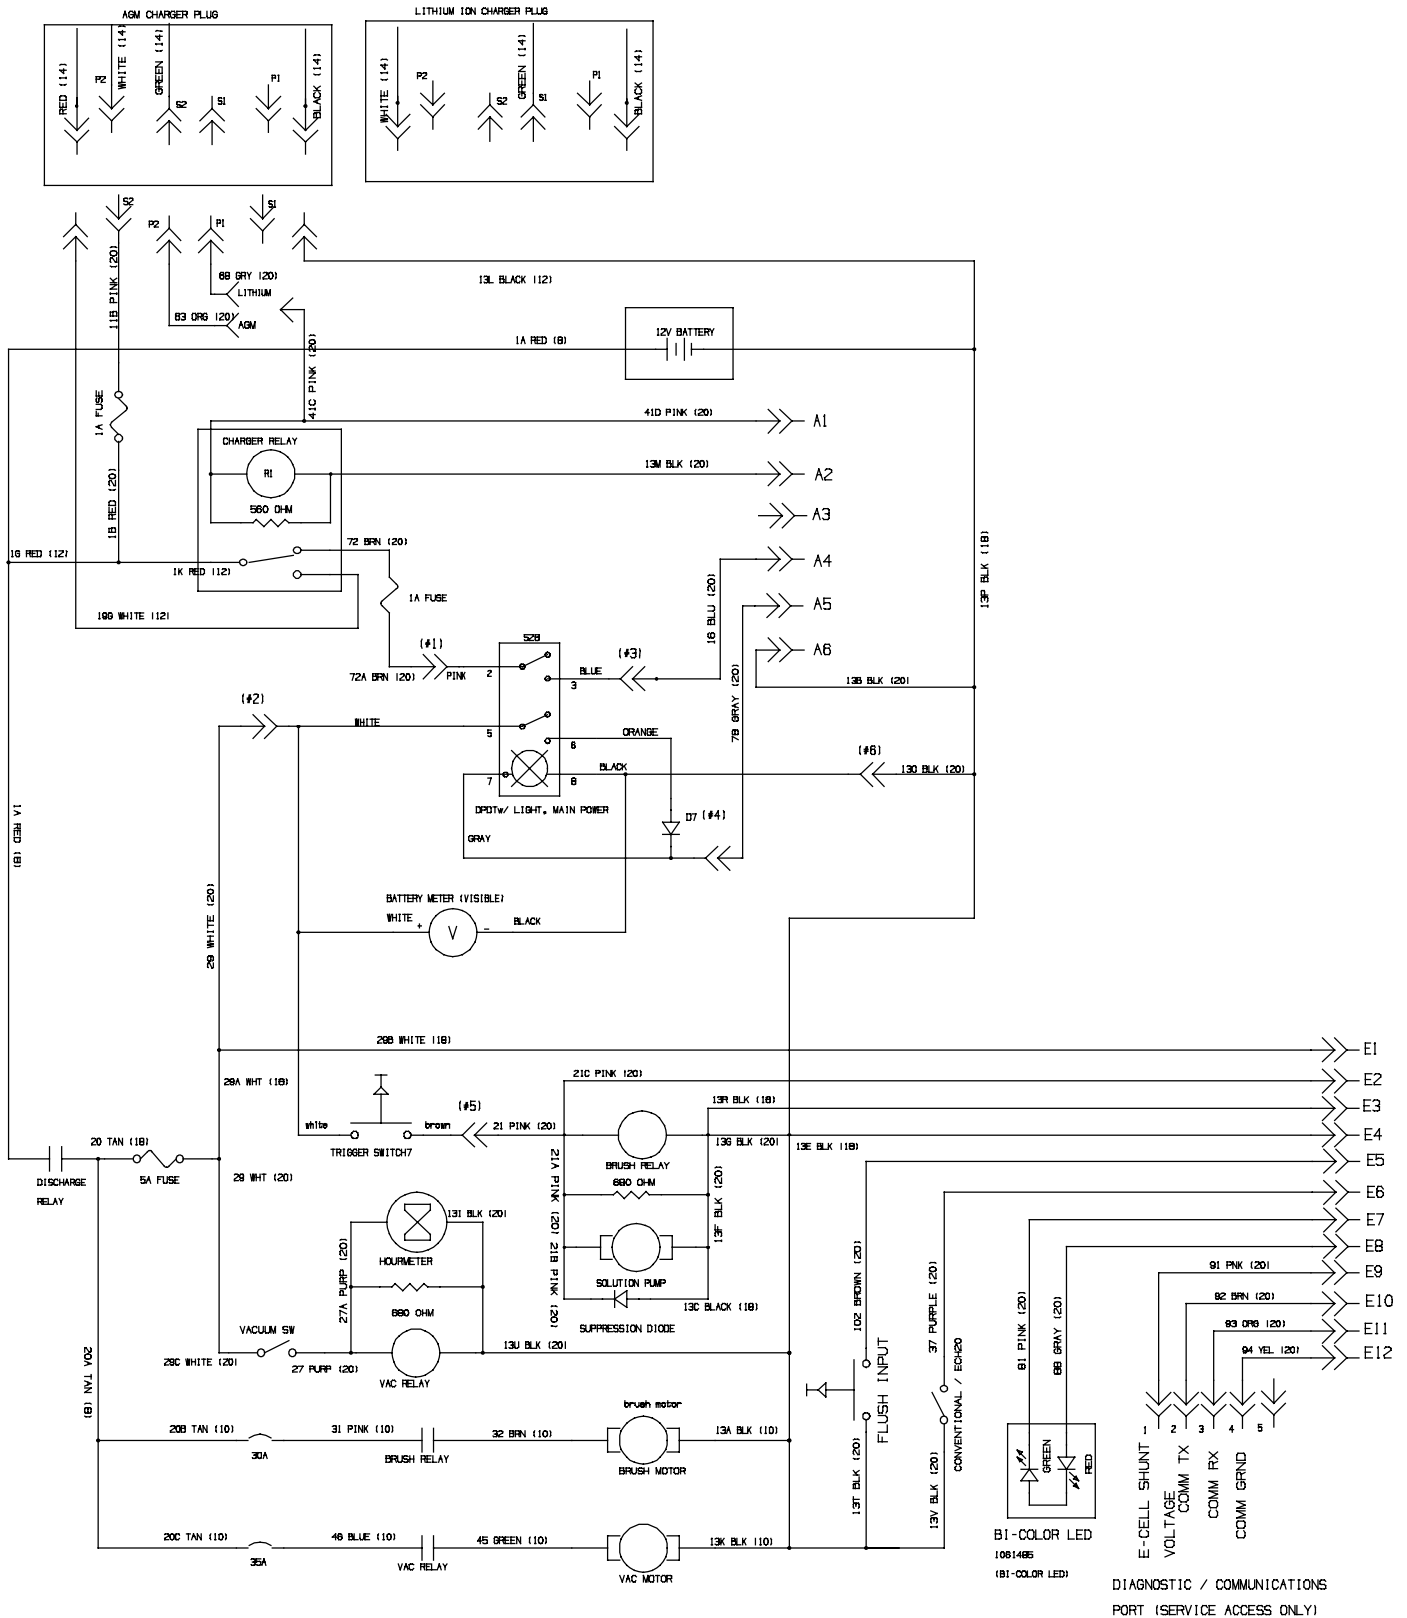 AGM CHARGER PLUG
LITHIUM ION CHARGER PLUG
RED (14)
P2
WHITE (14)
GREEN (14)
S2
S1
P1
BLACK (14)
WHITE (14)
P2
S2
GREEN (14)
S1
P1
BLACK (14)
S2
P2
P1
S1
11B PINK (20)
6B GRY (20)
LITHIUM
83 ORG (20)
AGM
13L BLACK (12)
41C PINK (20)
1A RED (8)
12V BATTERY
1A FUSE
41D PINK (20)
A1
CHARGER RELAY
R1
13M BLK (20)
A2
560 OHM
A3
1B RED (20)
72 BRN (20)
1G RED (12)
1K RED (12)
A4
1A FUSE
16 BLU (20)
A5
13P BLK (18)
19G WHITE (12)
(#1)
S2B
(#3)
A6
72A BRN (20)
PINK
2
BLUE
3
7B GRAY (20)
13B BLK (20)
(#2)
WHITE
5
ORANGE
6
(#6)
7
8
BLACK
13O BLK (20)
DPDTw/ LIGHT, MAIN POWER
D7 (#4)
GRAY
1A RED (8)
29 WHITE (20)
BATTERY METER (VISIBLE)
WHITE
+
V
-
BLACK
29B WHITE (18)
E1
29A WHT (18)
21C PINK (20)
E2
13R BLK (18)
E3
white
brown
(#5)
21 PINK (20)
13G BLK (20)
13E BLK (18)
E4
TRIGGER SWITCH7
BRUSH RELAY
20 TAN (18)
5A FUSE
29 WHT (20)
DISCHARGE
RELAY
21A PINK (20)
680 OHM
13F BLK (20)
E5
E6
131 BLK (20)
HOURMETER
27A PURP (20)
680 OHM
21B PINK (20)
SOLUTION PUMP
13C BLACK (18)
SUPPRESSION DIODE
E7
E8
91 PNK (20)
E9
92 BRN (20)
E10
93 ORG (20)
E11
94 YEL (20)
E12
102 BROWN (20)
37 PURPLE (20)
81 PINK (20)
8B GRAY (20)
VACUUM SW
29C WHITE (20)
27 PURP (20)
VAC RELAY
13U BLK (20)
20A TAN (8)
FLUSH INPUT
CONVENTIONAL / ECH20
20B TAN (10)
30A
31 PINK (10)
BRUSH RELAY
32 BRN (10)
brush motor
BRUSH MOTOR
13A BLK (10)
13T BLK (20)
13V BLK (20)
GREEN
RED
1
2
3
4
5
E-CELL SHUNT
VOLTAGE
COMM TX
COMM RX
COMM GRND
20C TAN (10)
35A
46 BLUE (10)
VAC RELAY
45 GREEN (10)
VAC MOTOR
13K BLK (10)
BI-COLOR LED
1061485
(BI-COLOR LED)
DIAGNOSTIC / COMMUNICATIONS
PORT (SERVICE ACCESS ONLY)